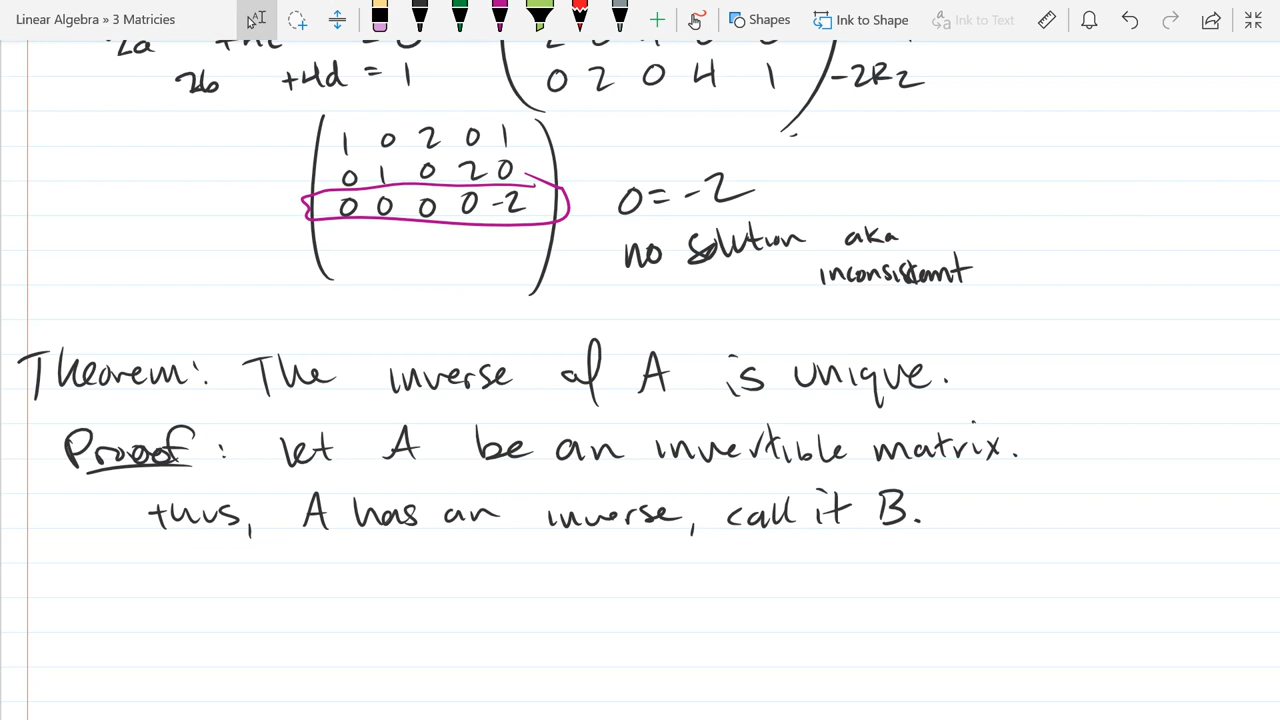 Linear Algebra » 3 Matricies
Shapes
Ink to Shape
Ink to Text
2b +4d = 1
0 2 0 4 1 -2R2
1 0 2 0 1
0 1 0 2 0
0 0 0 0 -2
0 = -2
no solution aka
inconsistent
Theorem: The inverse of A is unique.
Proof: let A be an invertible matrix.
thus, A has an inverse, call it B.